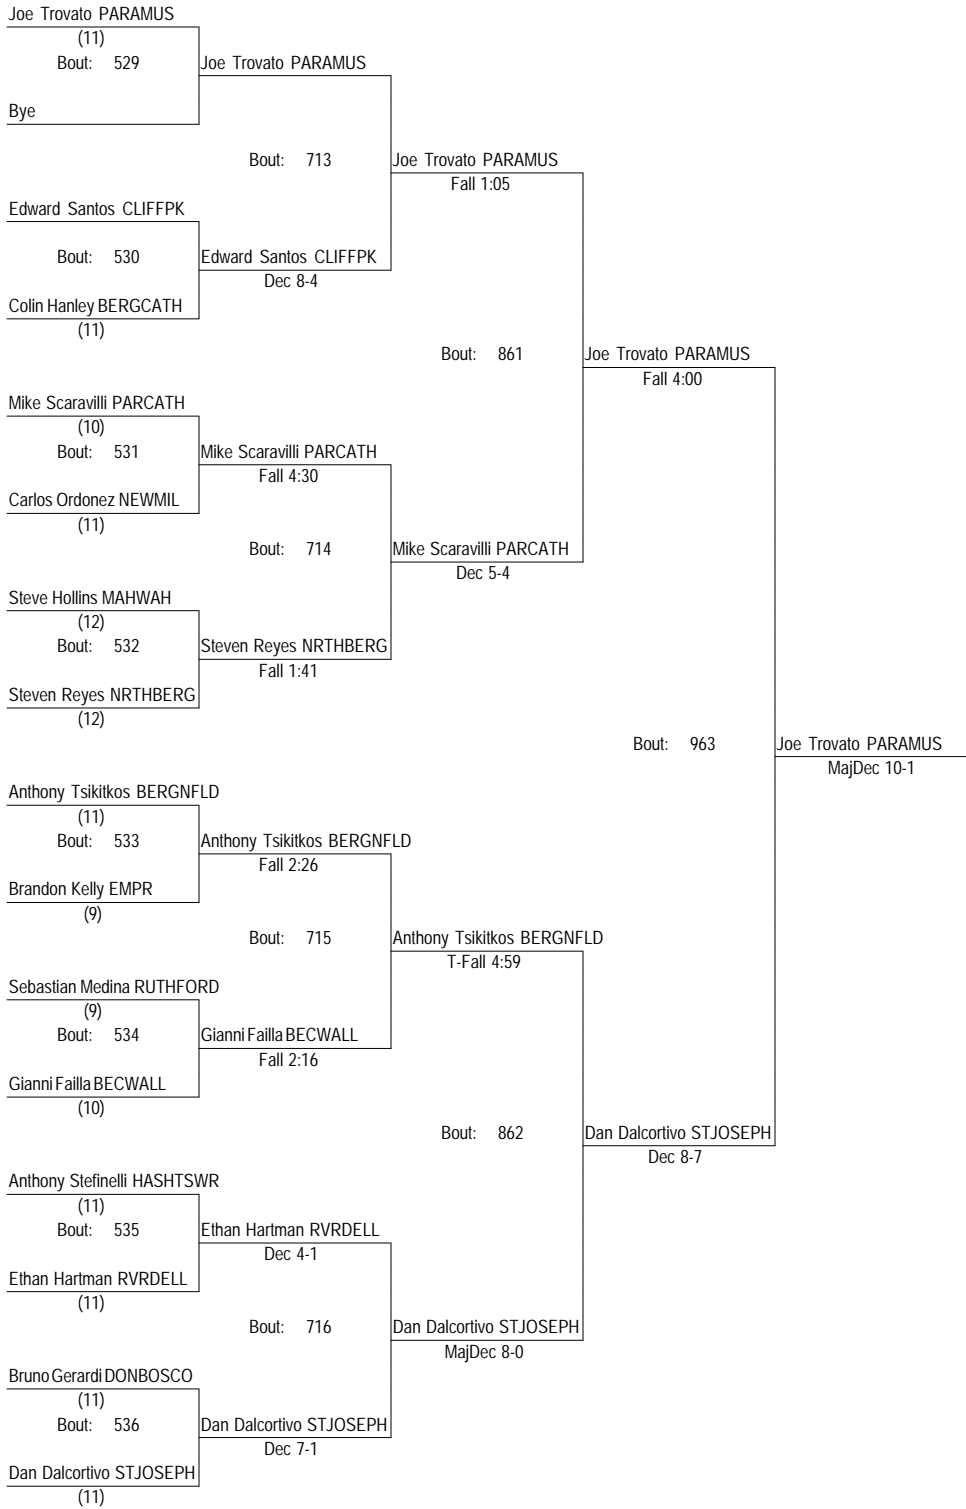 Joe Trovato PARAMUS
(11)
Bout: 529
Joe Trovato PARAMUS
Bye
Bout: 713
Joe Trovato PARAMUS
Fall 1:05
Edward Santos CLIFFPK
Bout: 530
Edward Santos CLIFFPK
Dec 8-4
Colin Hanley BERGCATH
(11)
Bout: 861
Joe Trovato PARAMUS
Fall 4:00
Mike Scaravilli PARCATH
(10)
Bout: 531
Mike Scaravilli PARCATH
Fall 4:30
Carlos Ordonez NEWMIL
(11)
Bout: 714
Mike Scaravilli PARCATH
Dec 5-4
Steve Hollins MAHWAH
(12)
Bout: 532
Steven Reyes NRTHBERG
Fall 1:41
Steven Reyes NRTHBERG
(12)
Bout: 963
Joe Trovato PARAMUS
MajDec 10-1
Anthony Tsikitkos BERGNFLD
(11)
Bout: 533
Anthony Tsikitkos BERGNFLD
Fall 2:26
Brandon Kelly EMPR
(9)
Bout: 715
Anthony Tsikitkos BERGNFLD
T-Fall 4:59
Sebastian Medina RUTHFORD
(9)
Bout: 534
Gianni Failla BECWALL
Fall 2:16
Gianni Failla BECWALL
(10)
Bout: 862
Dan Dalcortivo STJOSEPH
Dec 8-7
Anthony Stefinelli HASHTSWR
(11)
Bout: 535
Ethan Hartman RVRDELL
Dec 4-1
Ethan Hartman RVRDELL
(11)
Bout: 716
Dan Dalcortivo STJOSEPH
MajDec 8-0
Bruno Gerardi DONBOSCO
(11)
Bout: 536
Dan Dalcortivo STJOSEPH
Dec 7-1
Dan Dalcortivo STJOSEPH
(11)